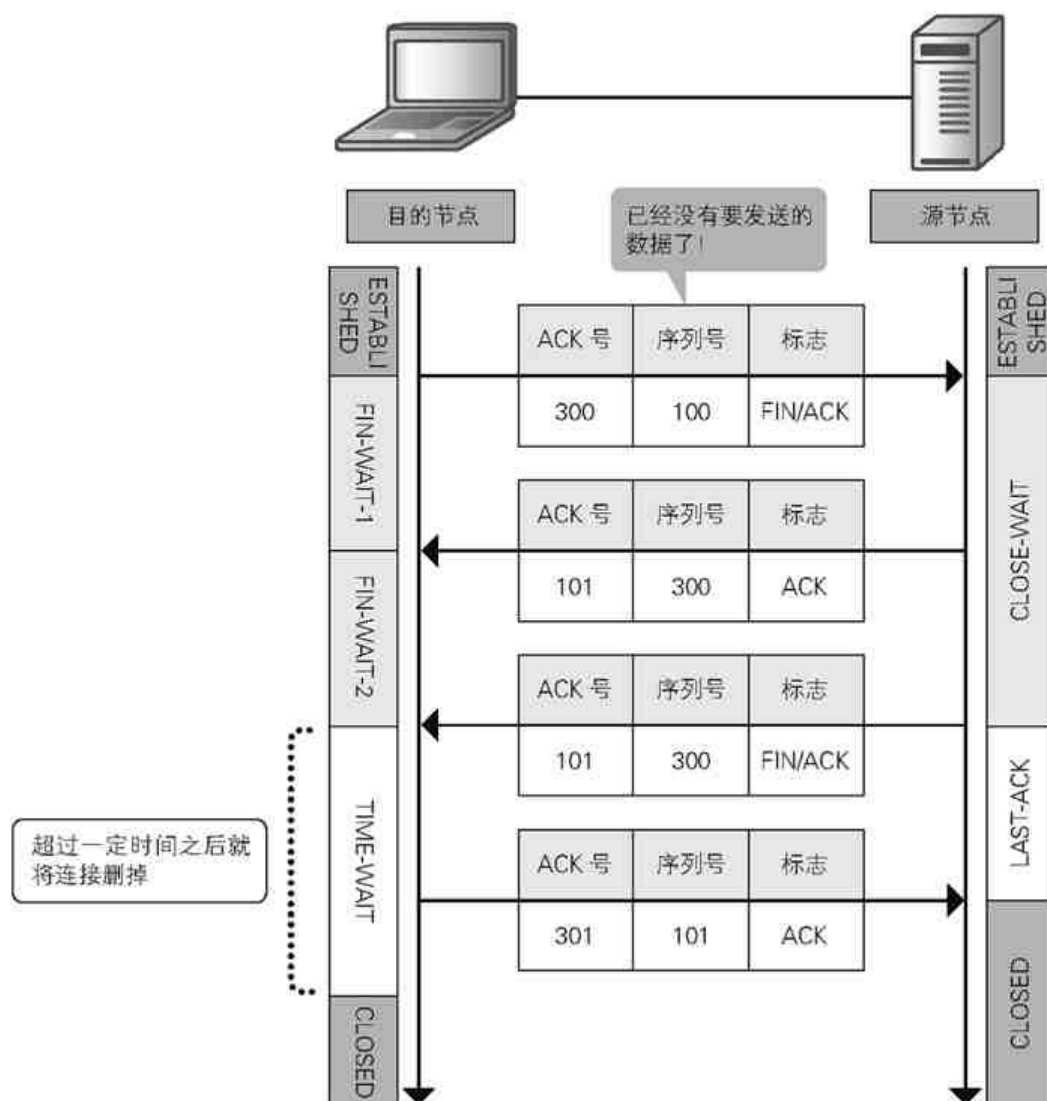 目的节点
已经没有要发送的
数据了！
源节点
ESTABLI
SHED
ESTABLI
SHED
ACK 号 序列号 标志
300 100 FIN/ACK
FIN-WAIT-1
CLOSE-WAIT
ACK 号 序列号 标志
101 300 ACK
FIN-WAIT-2
ACK 号 序列号 标志
101 300 FIN/ACK
TIME-WAIT
LAST-ACK
超过一定时间之后就
将连接删掉
ACK 号 序列号 标志
301 101 ACK
CLOSED
CLOSED